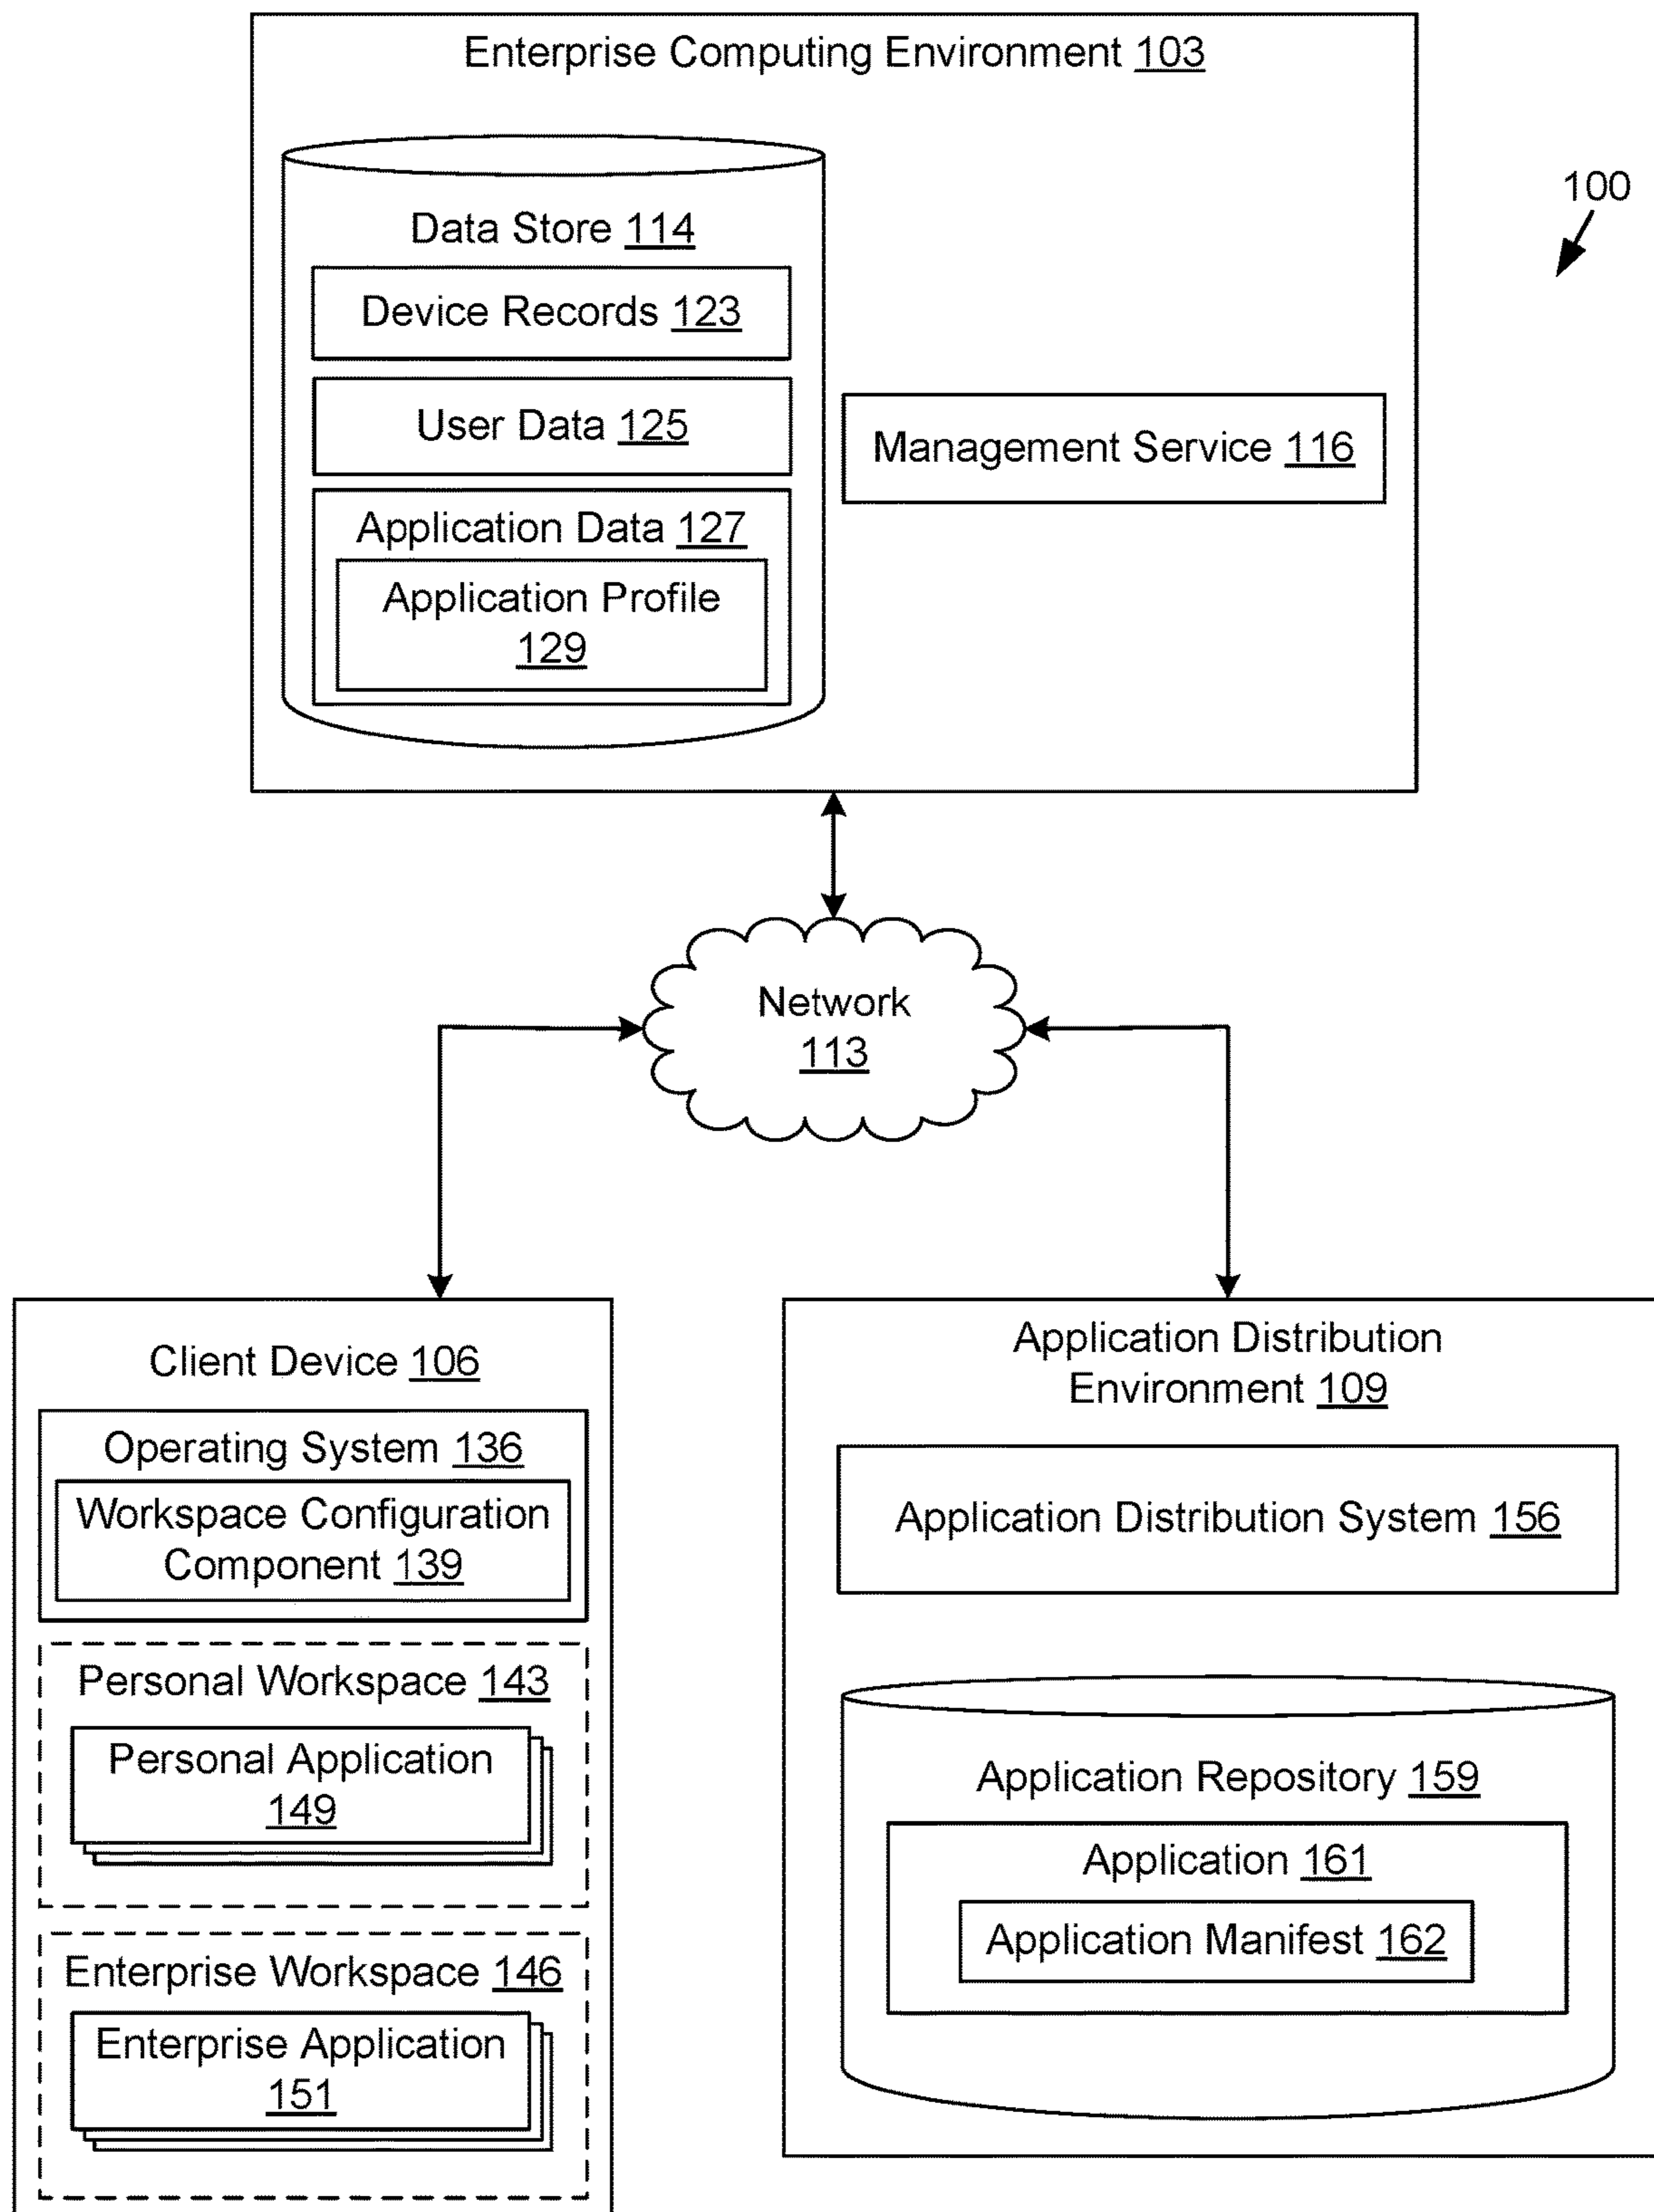 Enterprise Computing Environment 103
100
Data Store 114
Device Records 123
User Data 125
Management Service 116
Application Data 127
Application Profile
129
Network
113
Client Device 106
Operating System 136
Workspace Configuration
Component 139
Personal Workspace 143
Personal Application
149
Enterprise Workspace 146
Enterprise Application
151
Application Distribution
Environment 109
Application Distribution System 156
Application Repository 159
Application 161
Application Manifest 162